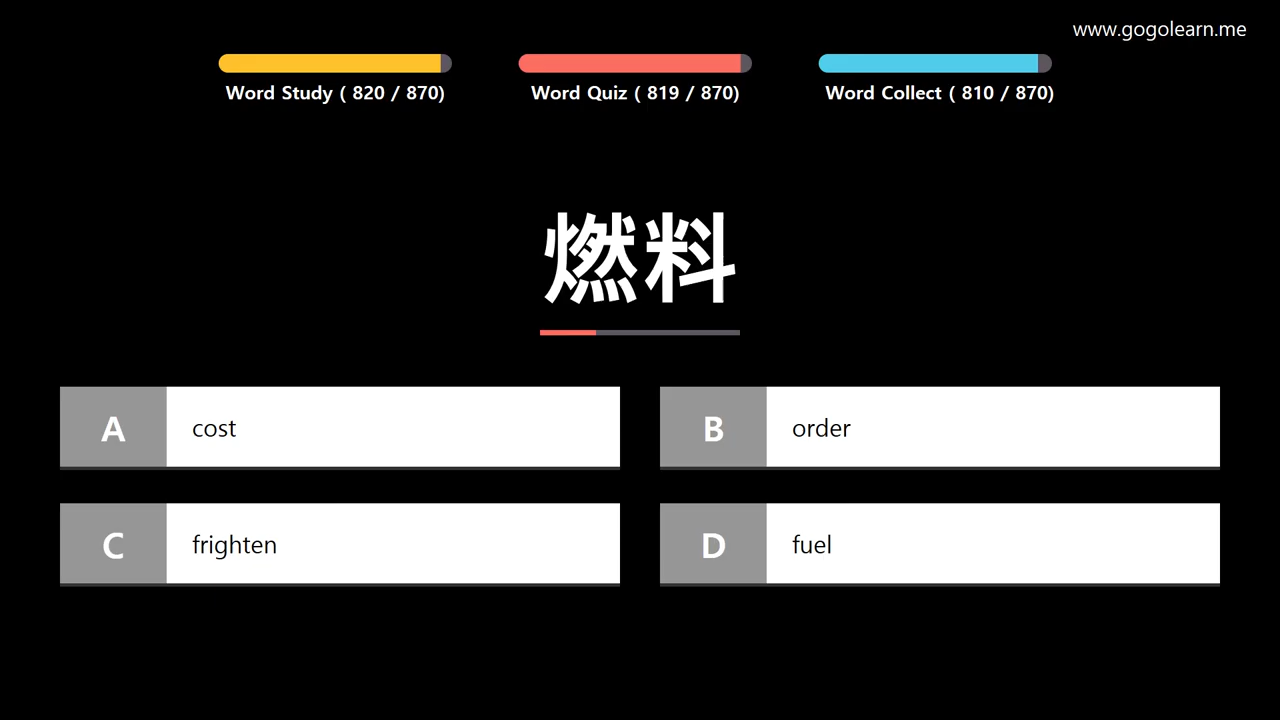 www.gogolearn.me
Word Study ( 820 / 870)
Word Quiz ( 819 / 870)
Word Collect ( 810 / 870)
燃料
A cost
B order
C frighten
D fuel